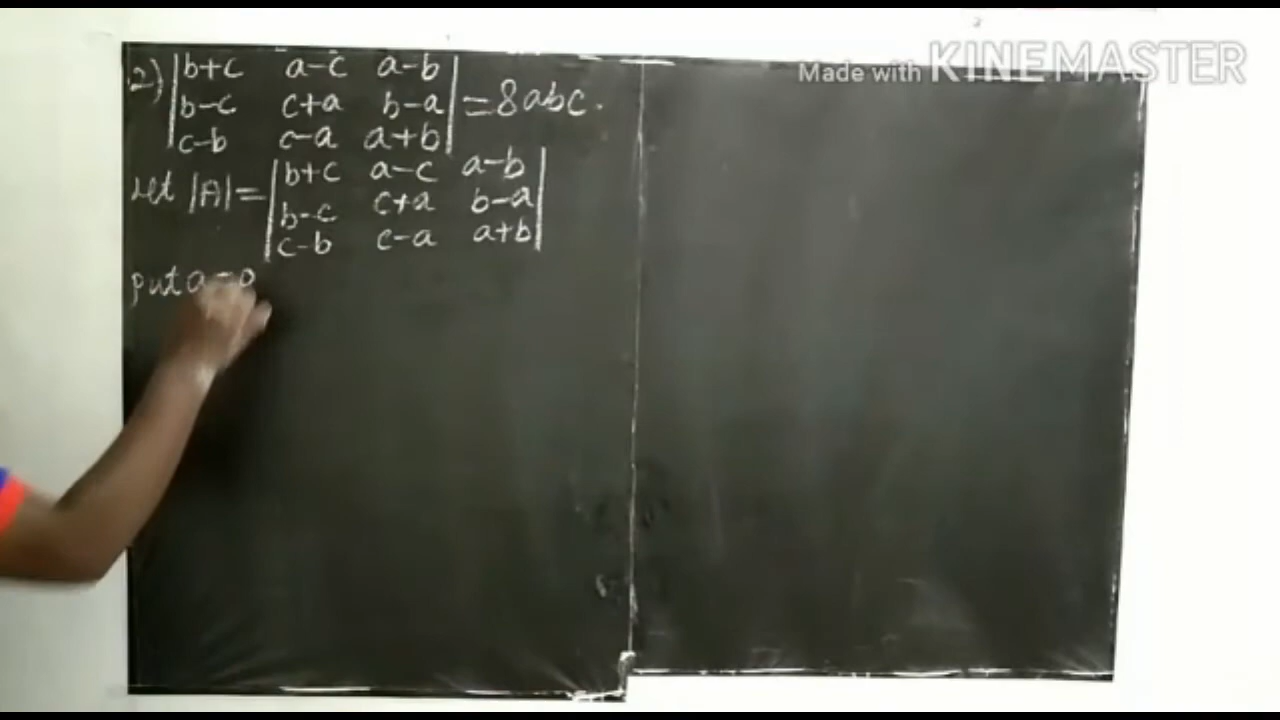 Made with KINEMASTER
2) |b+c a-c a-b|
|b-c c+a b-a| =8abc.
|c-b c-a a+b|
Let |A|= |b+c a-c a-b|
|b-c c+a b-a|
|c-b c-a a+b|
put a=0